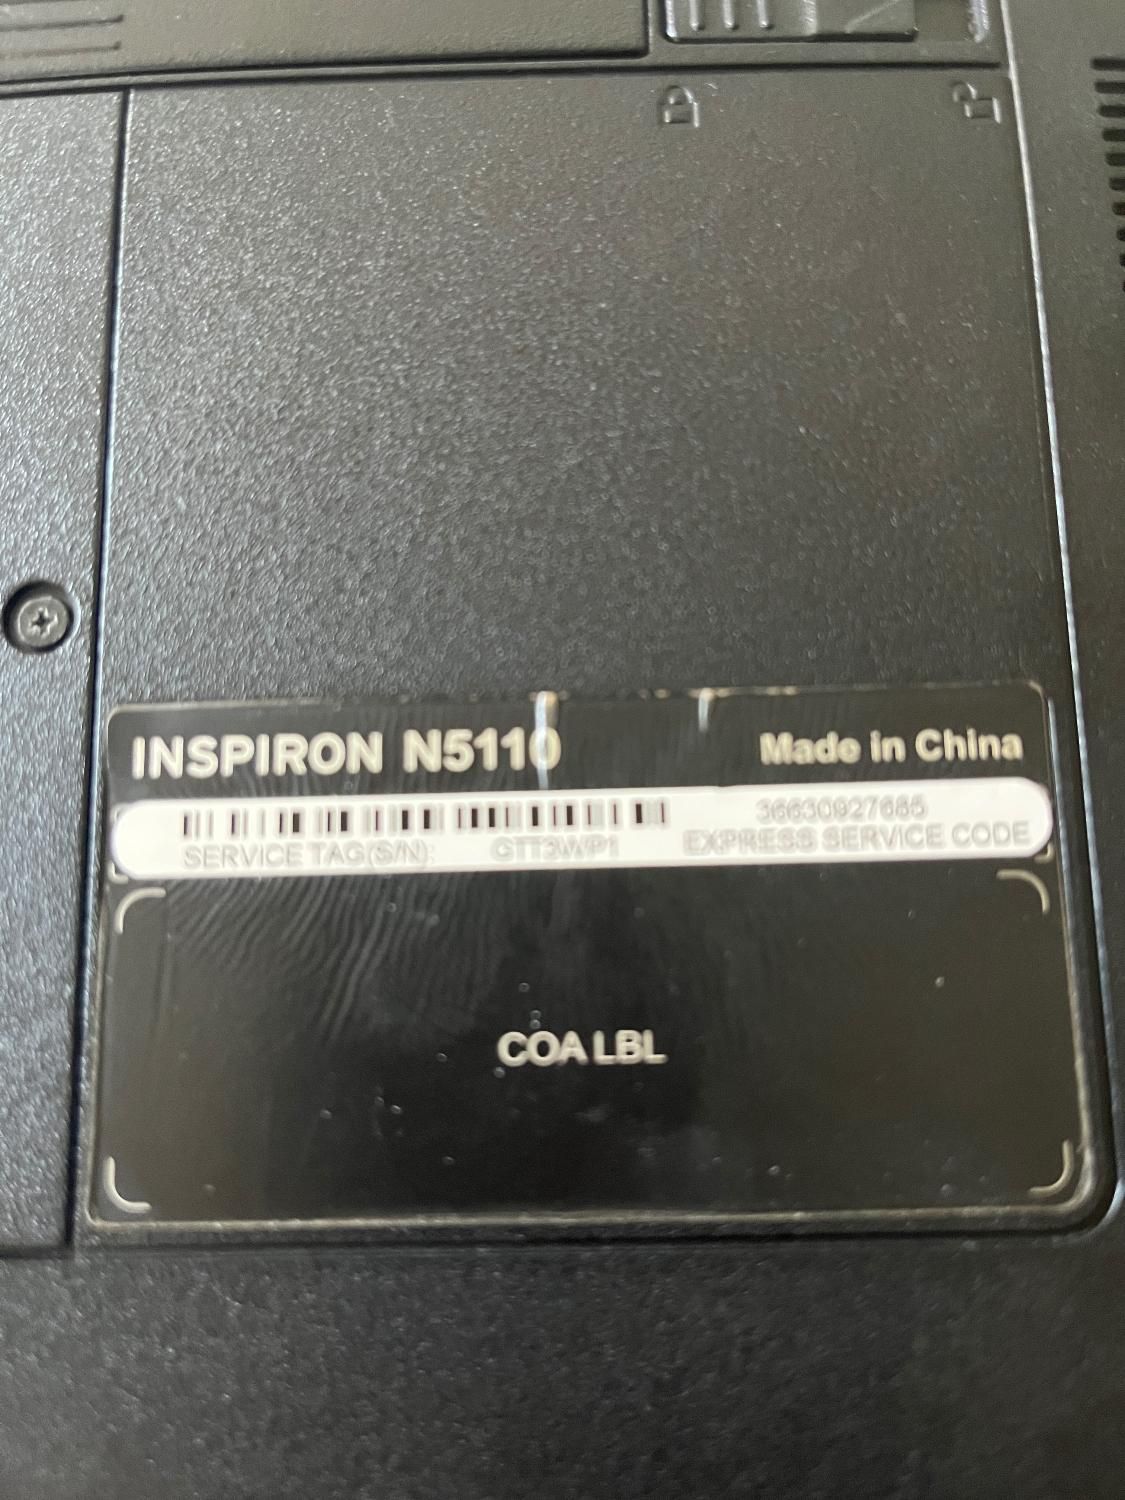 INSPIRON N5110
Made in China
36630927685
SERVICE TAG(S/N): GTT3WP1 EXPRESS SERVICE CODE
COA LBL